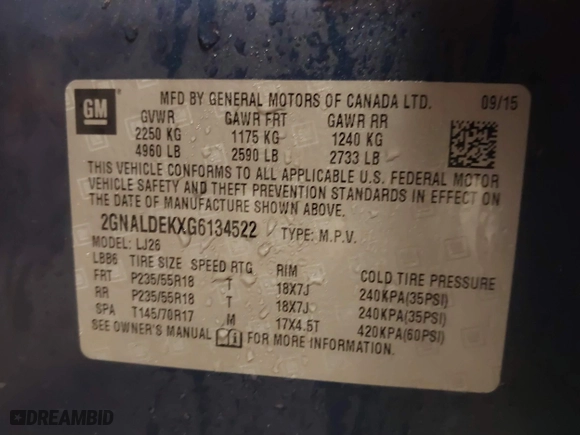 GM MFD BY GENERAL MOTORS OF CANADA LTD. 09/15
GVWR GAWR FRT GAWR RR
2250 KG 1175 KG 1240 KG
4960 LB 2590 LB 2733 LB
THIS VEHICLE CONFORMS TO ALL APPLICABLE U.S. FEDERAL MOTOR
VEHICLE SAFETY AND THEFT PREVENTION STANDARDS IN EFFECT ON
THE DATE OF MANUFACTURE SHOWN ABOVE.
2GNALDEKXG6134522 TYPE: M.P.V.
MODEL: LJ26
LBB6 TIRE SIZE SPEED RTG RIM COLD TIRE PRESSURE
FRT P235/55R18 T 18X7J 240KPA(35PSI)
RR P235/55R18 T 18X7J 240KPA(35PSI)
SPA T145/70R17 M 17X4.5T 420KPA(60PSI)
SEE OWNER'S MANUAL FOR MORE INFORMATION.
DREAMBID